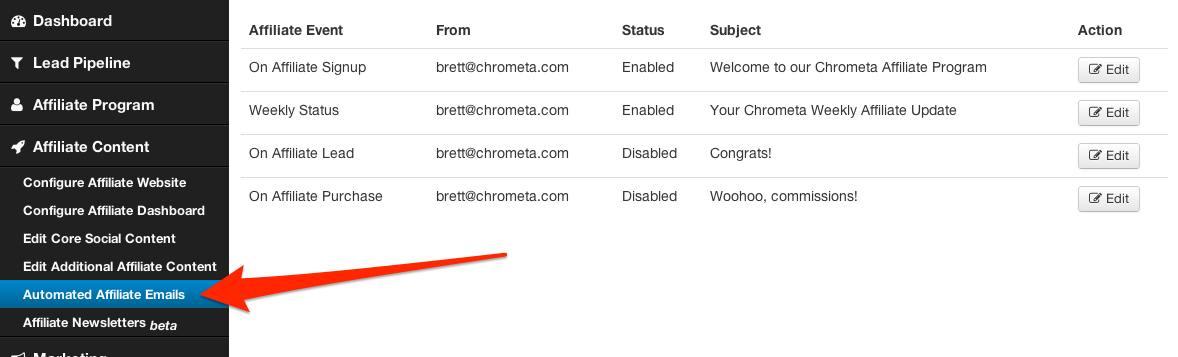 Dashboard
Lead Pipeline
Affiliate Program
Affiliate Content
Configure Affiliate Website
Configure Affiliate Dashboard
Edit Core Social Content
Edit Additional Affiliate Content
Automated Affiliate Emails
Affiliate Newsletters beta
Marketing
Affiliate Event From Status Subject Action
On Affiliate Signup brett@chrometa.com Enabled Welcome to our Chrometa Affiliate Program Edit
Weekly Status brett@chrometa.com Enabled Your Chrometa Weekly Affiliate Update Edit
On Affiliate Lead brett@chrometa.com Disabled Congrats! Edit
On Affiliate Purchase brett@chrometa.com Disabled Woohoo, commissions! Edit